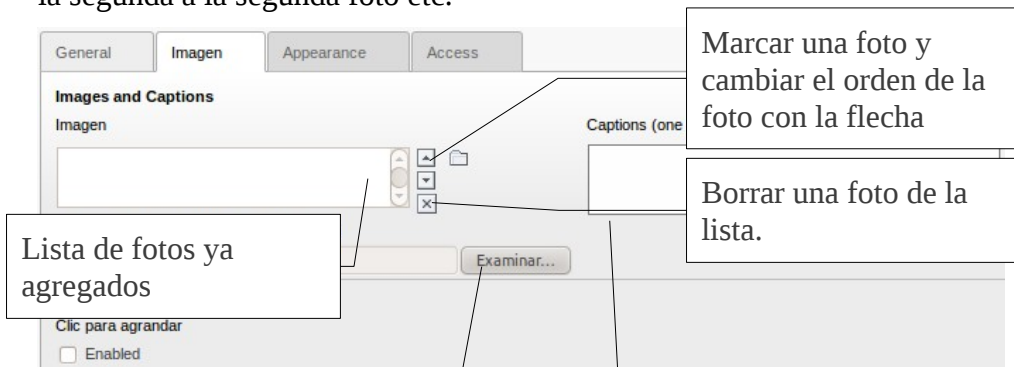 la segunda a la segunda foto etc.
General Imagen Appearance Access
Marcar una foto y
cambiar el orden de la
foto con la flecha
Images and Captions
Imagen
Captions (one
Borrar una foto de la
lista.
Lista de fotos ya
agregados
Examinar...
Clic para agrandar
Enabled